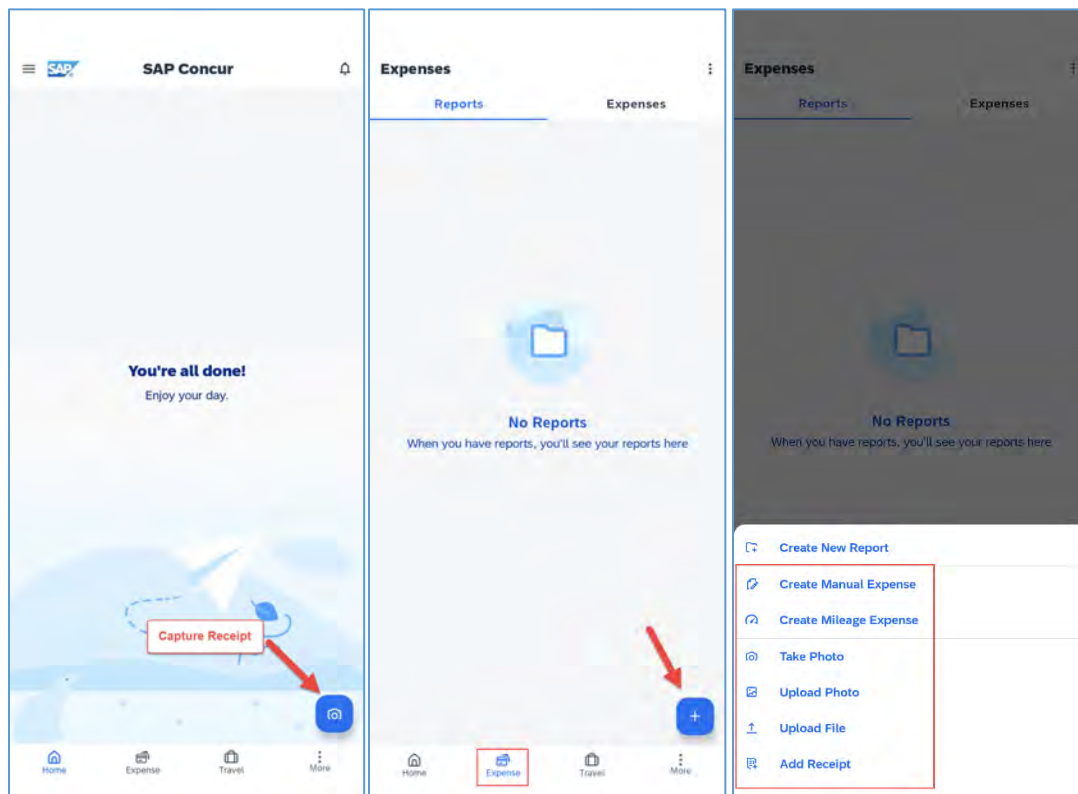 SAP
SAP Concur
You're all done!
Enjoy your day.
Capture Receipt
Home
Expense
Travel
More
Expenses
Reports
Expenses
No Reports
When you have reports, you'll see your reports here
Home
Expense
Travel
More
Expenses
Reports
Expenses
No Reports
When you have reports, you'll see your reports here
Create New Report
Create Manual Expense
Create Mileage Expense
Take Photo
Upload Photo
Upload File
Add Receipt